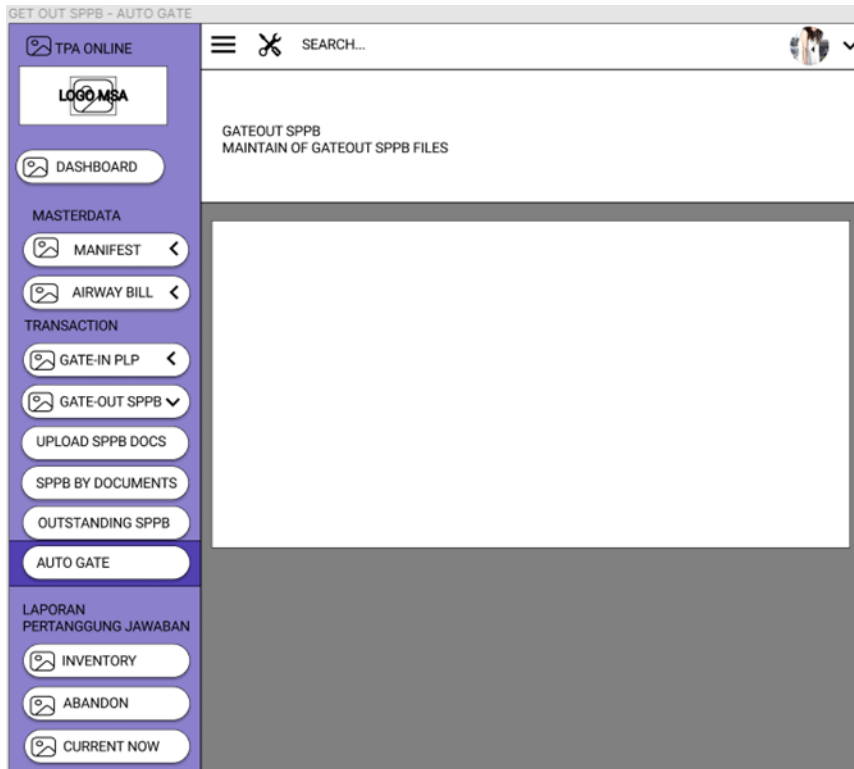 GET OUT SPPB - AUTO GATE
TPA ONLINE
SEARCH...
LOGO MSA
GATEOUT SPPB
MAINTAIN OF GATEOUT SPPB FILES
DASHBOARD
MASTERDATA
MANIFEST
AIRWAY BILL
TRANSACTION
GATE-IN PLP
GATE-OUT SPPB
UPLOAD SPPB DOCS
SPPB BY DOCUMENTS
OUTSTANDING SPPB
AUTO GATE
LAPORAN
PERTANGGUNG JAWABAN
INVENTORY
ABANDON
CURRENT NOW